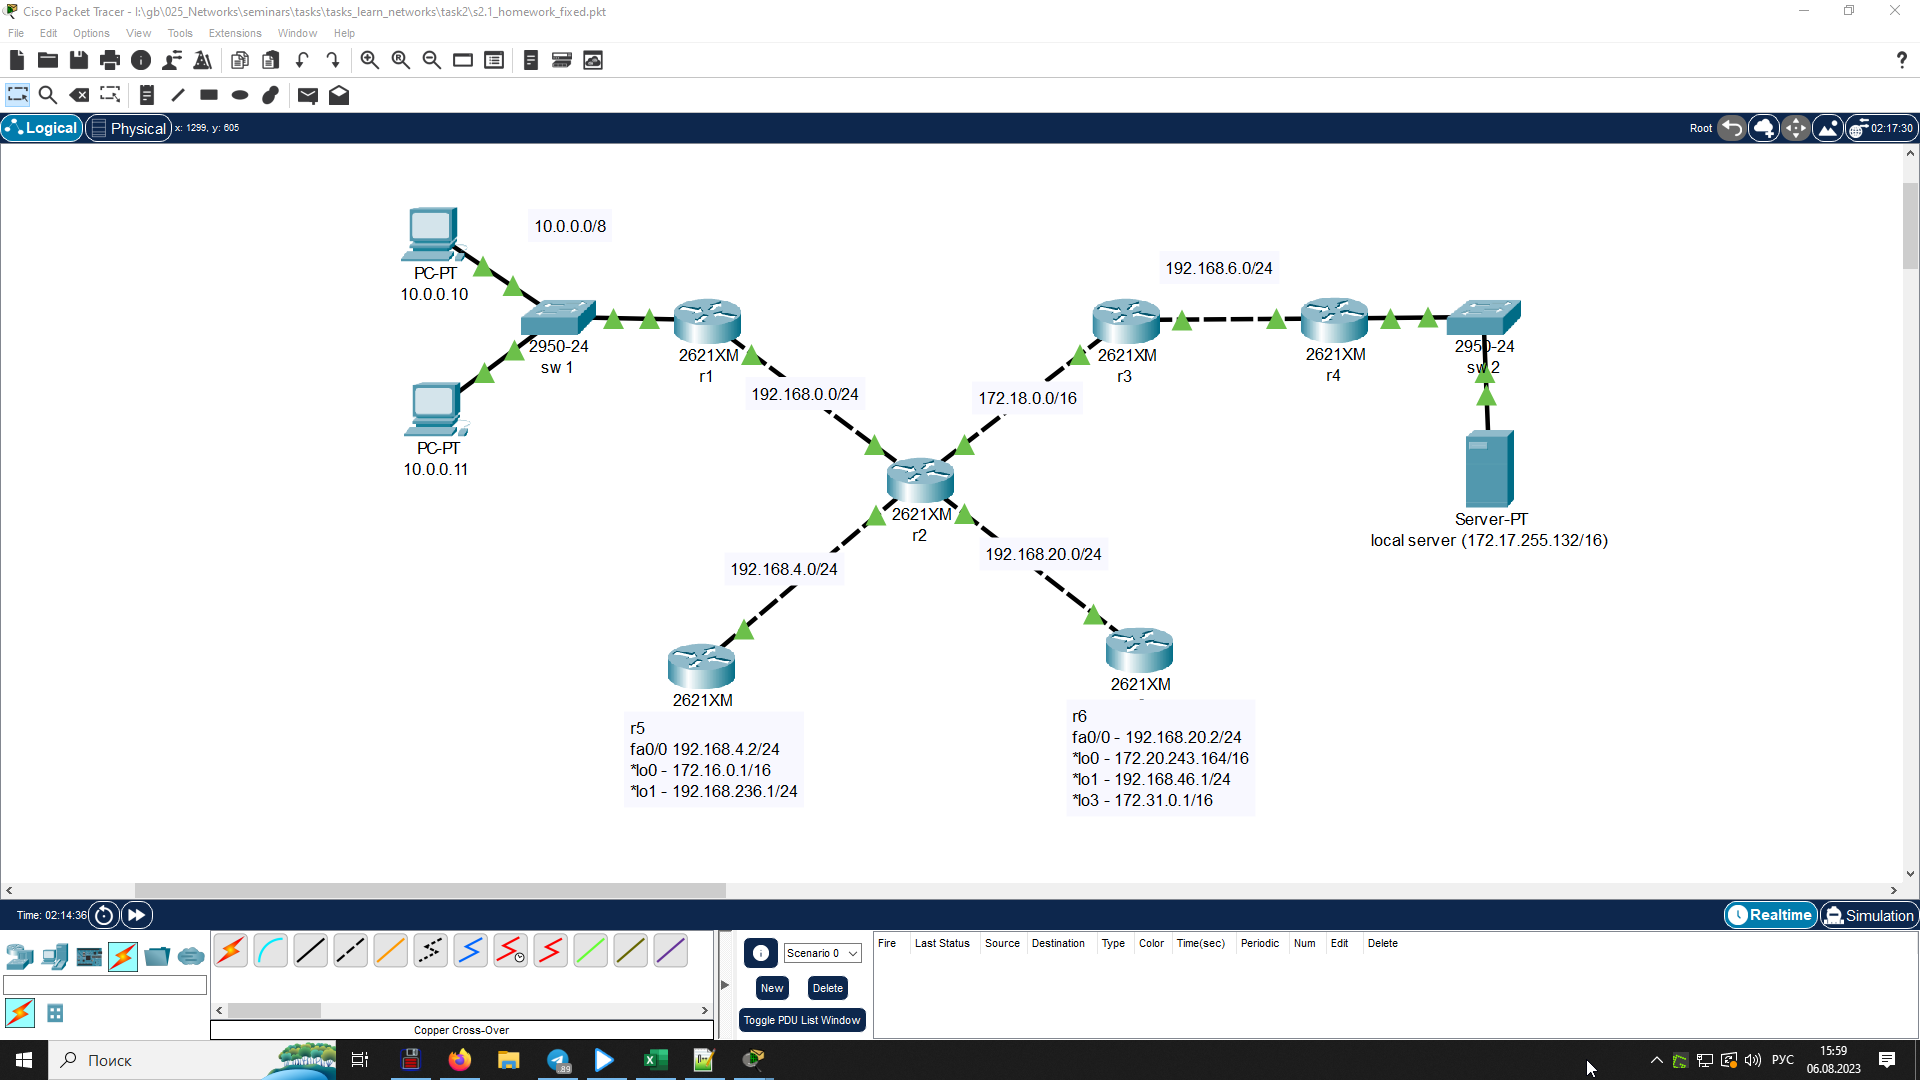 Cisco Packet Tracer - I:\gb\025_Networks\seminars\tasks\tasks_learn_networks\task2\s2.1_homework_fixed.pkt
File Edit Options View Tools Extensions Window Help
?
Logical Physical x: 1299, y: 605
Root 02:17:30
10.0.0.0/8
PC-PT
10.0.0.10
2950-24
sw 1
2621XM
r1
PC-PT
10.0.0.11
192.168.0.0/24
192.168.6.0/24
2621XM
r3
2621XM
r4
2950-24
sw 2
172.18.0.0/16
2621XM
r2
Server-PT
local server (172.17.255.132/16)
192.168.4.0/24
192.168.20.0/24
2621XM
r5
fa0/0 192.168.4.2/24
*lo0 - 172.16.0.1/16
*lo1 - 192.168.236.1/24
2621XM
r6
fa0/0 - 192.168.20.2/24
*lo0 - 172.20.243.164/16
*lo1 - 192.168.46.1/24
*lo3 - 172.31.0.1/16
Time: 02:14:36
Realtime Simulation
Scenario 0
New Delete
Toggle PDU List Window
Fire Last Status Source Destination Type Color Time(sec) Periodic Num Edit Delete
Copper Cross-Over
Поиск
89
РУС
15:59
06.08.2023